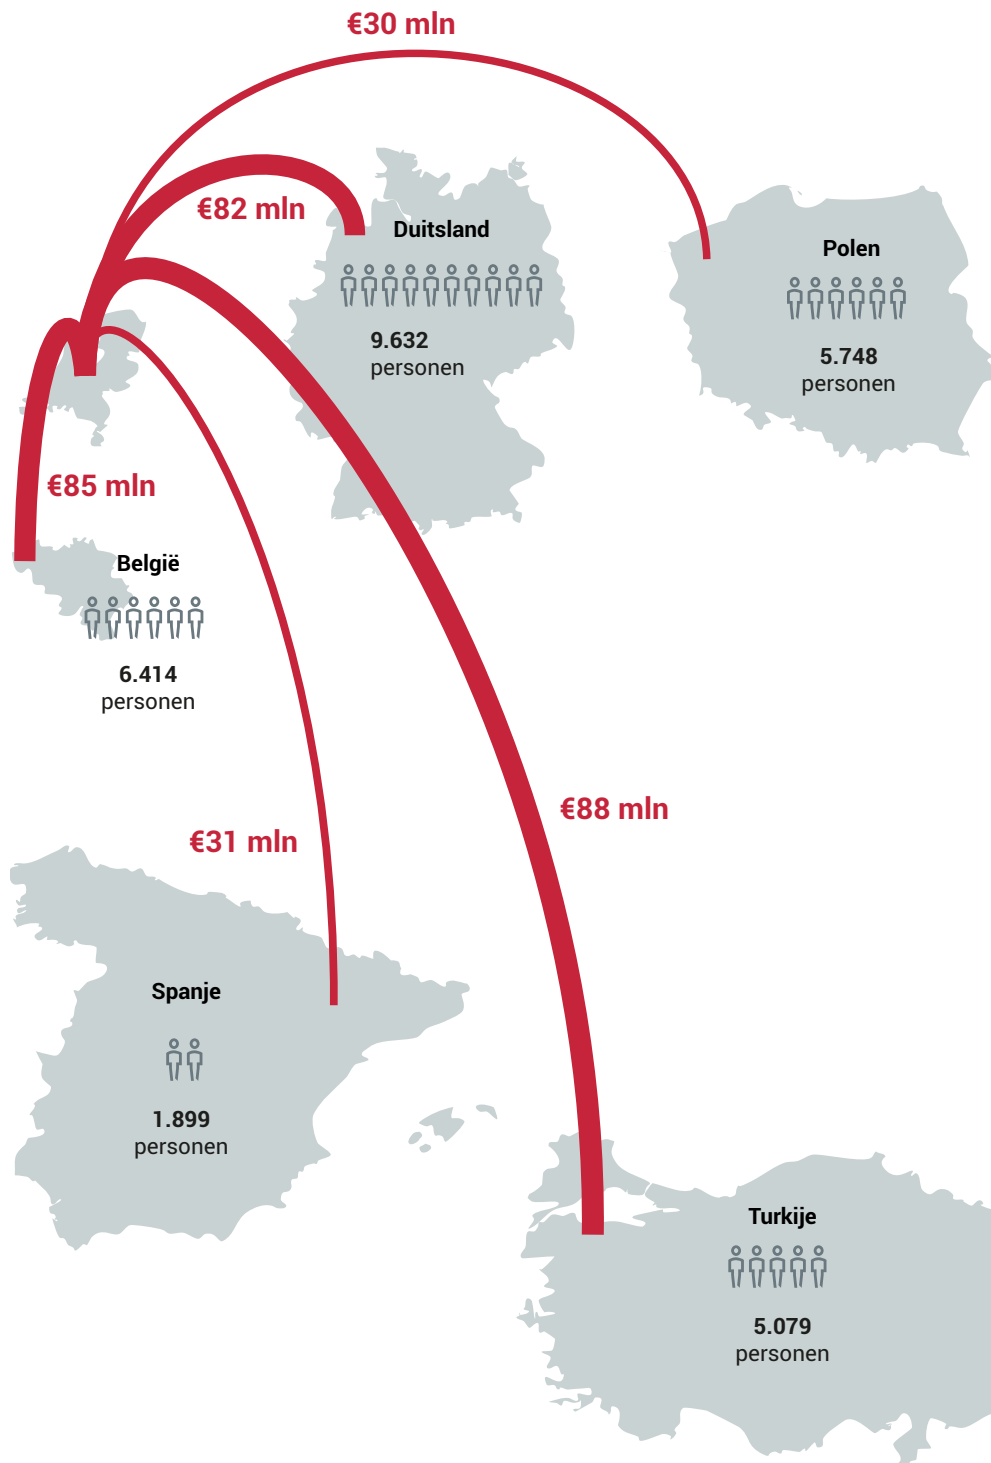 €30 mln
€82 mln
Duitsland
9.632
personen
Polen
5.748
personen
€85 mln
België
6.414
personen
€88 mln
€31 mln
Spanje
1.899
personen
Turkije
5.079
personen